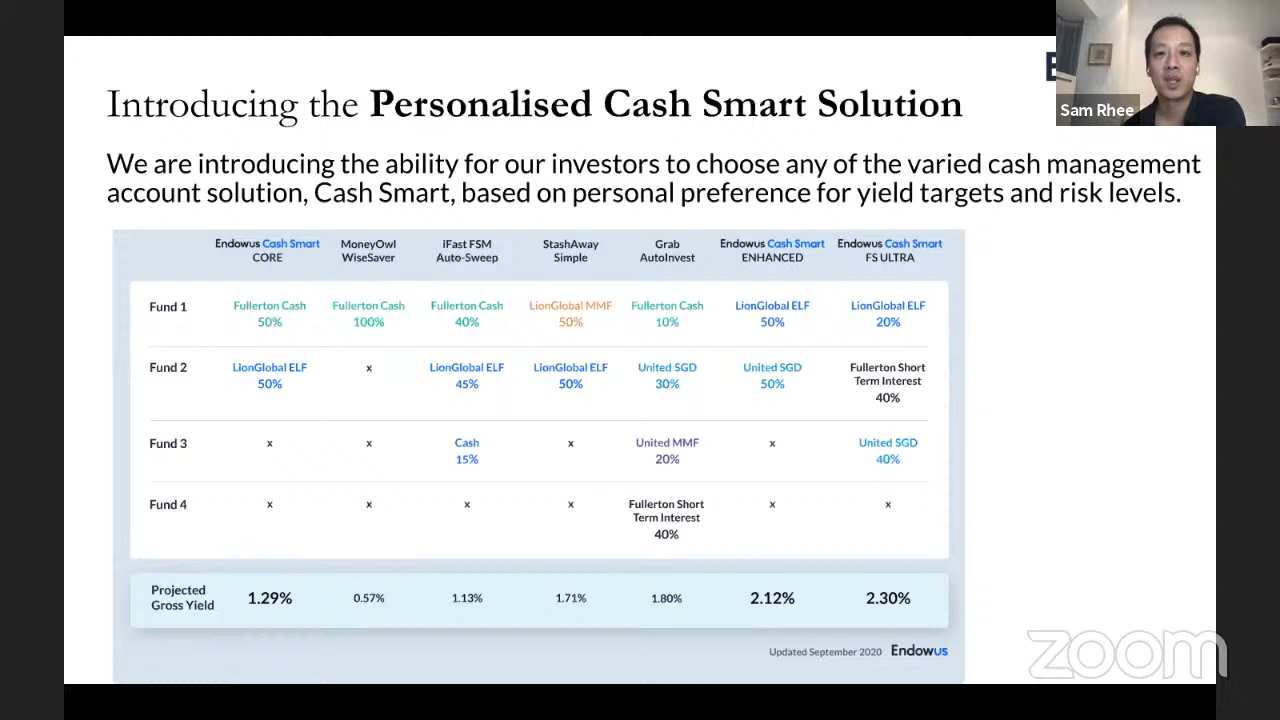 Sam Rhee
Introducing the Personalised Cash Smart Solution
We are introducing the ability for our investors to choose any of the varied cash management
account solution, Cash Smart, based on personal preference for yield targets and risk levels.
Endowus Cash Smart MoneyOwl iFast FSM StashAway Grab Endowus Cash Smart Endowus Cash Smart
CORE WiseSaver Auto-Sweep Simple AutoInvest ENHANCED FS ULTRA
Fund 1 Fullerton Cash Fullerton Cash Fullerton Cash LionGlobal MMF Fullerton Cash LionGlobal ELF LionGlobal ELF
50% 100% 40% 50% 10% 50% 20%
Fund 2 LionGlobal ELF x LionGlobal ELF LionGlobal ELF United SGD United SGD Fullerton Short
Term Interest
50% 45% 50% 30% 50% 40%
Fund 3 x x Cash x United MMF x United SGD
15% 20% 40%
Fund 4 x x x x Fullerton Short x x
Term Interest
40%
Projected
Gross Yield 1.29% 0.57% 1.13% 1.71% 1.80% 2.12% 2.30%
Updated September 2020 Endowus
zoom